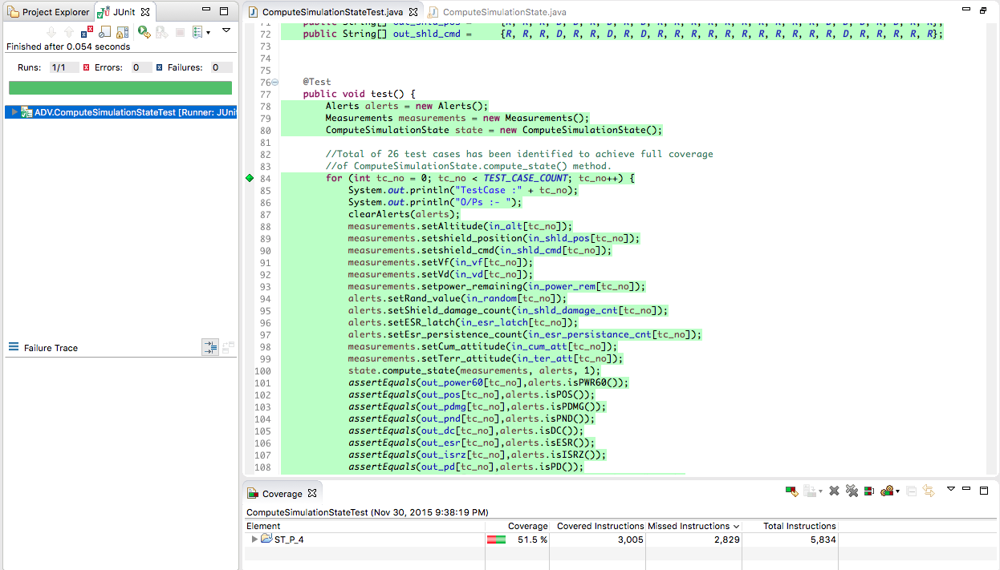 Project Explorer
JUnit
Finished after 0.054 seconds
Runs: 1/1 Errors: 0 Failures: 0
ADV.ComputeSimulationStateTest [Runner: JUni
Failure Trace
ComputeSimulationStateTest.java
ComputeSimulationState.java
71 public String[] out_shld_pos =
72 public String[] out_shld_cmd = {R, R, R, D, R, R, D, R, D, R, R, R, R, R, R, R, R, R, R, R, D, R, R, R, R, R};
73
74
75
76 @Test
77 public void test() {
78 Alerts alerts = new Alerts();
79 Measurements measurements = new Measurements();
80 ComputeSimulationState state = new ComputeSimulationState();
81
82 //Total of 26 test cases has been identified to achieve full coverage
83 //of ComputeSimulationState.compute_state() method.
84 for (int tc_no = 0; tc_no < TEST_CASE_COUNT; tc_no++) {
85 System.out.println("TestCase :" + tc_no);
86 System.out.println("O/Ps :- ");
87 clearAlerts(alerts);
88 measurements.setAltitude(in_alt[tc_no]);
89 measurements.setshield_position(in_shld_pos[tc_no]);
90 measurements.setshield_cmd(in_shld_cmd[tc_no]);
91 measurements.setVf(in_vf[tc_no]);
92 measurements.setVd(in_vd[tc_no]);
93 measurements.setpower_remaining(in_power_rem[tc_no]);
94 alerts.setRand_value(in_random[tc_no]);
95 alerts.setShield_damage_count(in_shld_damage_cnt[tc_no]);
96 alerts.setESR_latch(in_esr_latch[tc_no]);
97 alerts.setEsr_persistence_count(in_esr_persistance_cnt[tc_no]);
98 measurements.setCum_attitude(in_cum_att[tc_no]);
99 measurements.setTerr_attitude(in_ter_att[tc_no]);
100 state.compute_state(measurements, alerts, 1);
101 assertEquals(out_power60[tc_no],alerts.isPWR60());
102 assertEquals(out_pos[tc_no],alerts.isPOS());
103 assertEquals(out_pdmg[tc_no],alerts.isPDMG());
104 assertEquals(out_pnd[tc_no],alerts.isPND());
105 assertEquals(out_dc[tc_no],alerts.isDC());
106 assertEquals(out_esr[tc_no],alerts.isESR());
107 assertEquals(out_isrz[tc_no],alerts.isISRZ());
108 assertEquals(out_pd[tc_no],alerts.isPD());
Coverage
ComputeSimulationStateTest (Nov 30, 2015 9:38:19 PM)
Element Coverage Covered Instructions Missed Instructions Total Instructions
ST_P_4 51.5 % 3,005 2,829 5,834